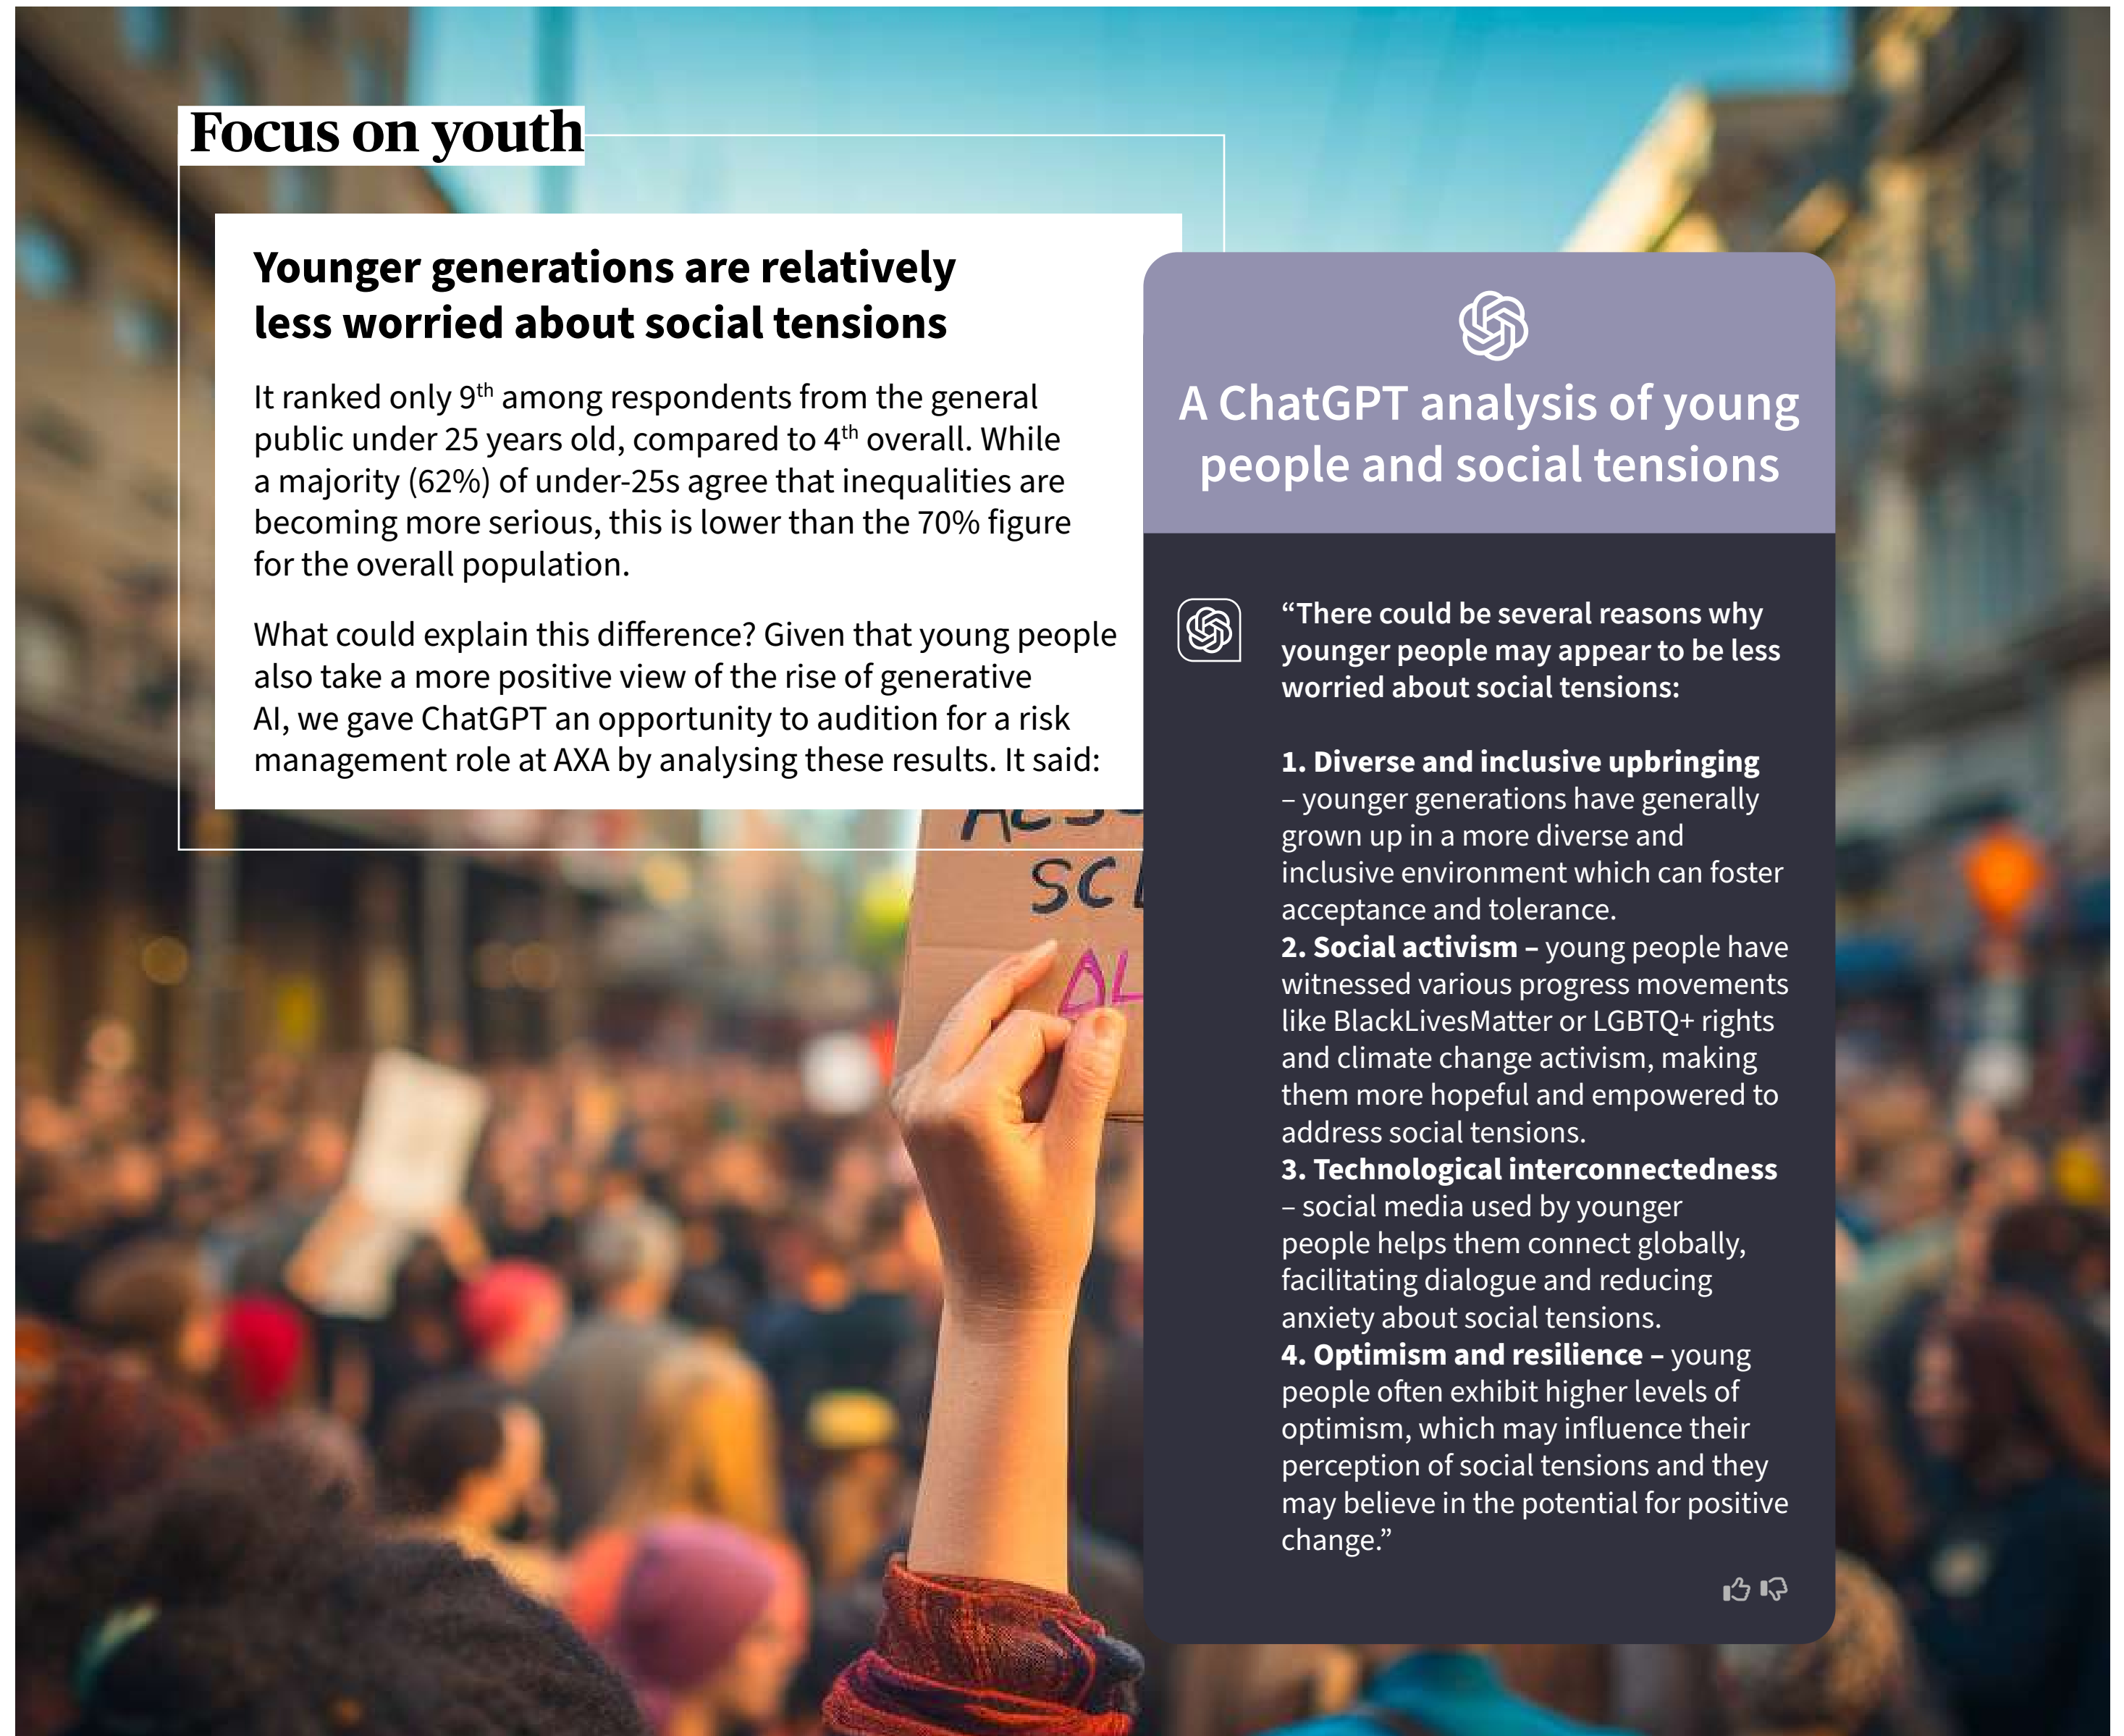 Focus on youth
Younger generations are relatively
less worried about social tensions
It ranked only 9th among respondents from the general
public under 25 years old, compared to 4th overall. While
a majority (62%) of under-25s agree that inequalities are
becoming more serious, this is lower than the 70% figure
for the overall population.
What could explain this difference? Given that young people
also take a more positive view of the rise of generative
AI, we gave ChatGPT an opportunity to audition for a risk
management role at AXA by analysing these results. It said:
A ChatGPT analysis of young
people and social tensions
“There could be several reasons why
younger people may appear to be less
worried about social tensions:
1. Diverse and inclusive upbringing
– younger generations have generally
grown up in a more diverse and
inclusive environment which can foster
acceptance and tolerance.
2. Social activism – young people have
witnessed various progress movements
like BlackLivesMatter or LGBTQ+ rights
and climate change activism, making
them more hopeful and empowered to
address social tensions.
3. Technological interconnectedness
– social media used by younger
people helps them connect globally,
facilitating dialogue and reducing
anxiety about social tensions.
4. Optimism and resilience – young
people often exhibit higher levels of
optimism, which may influence their
perception of social tensions and they
may believe in the potential for positive
change.”